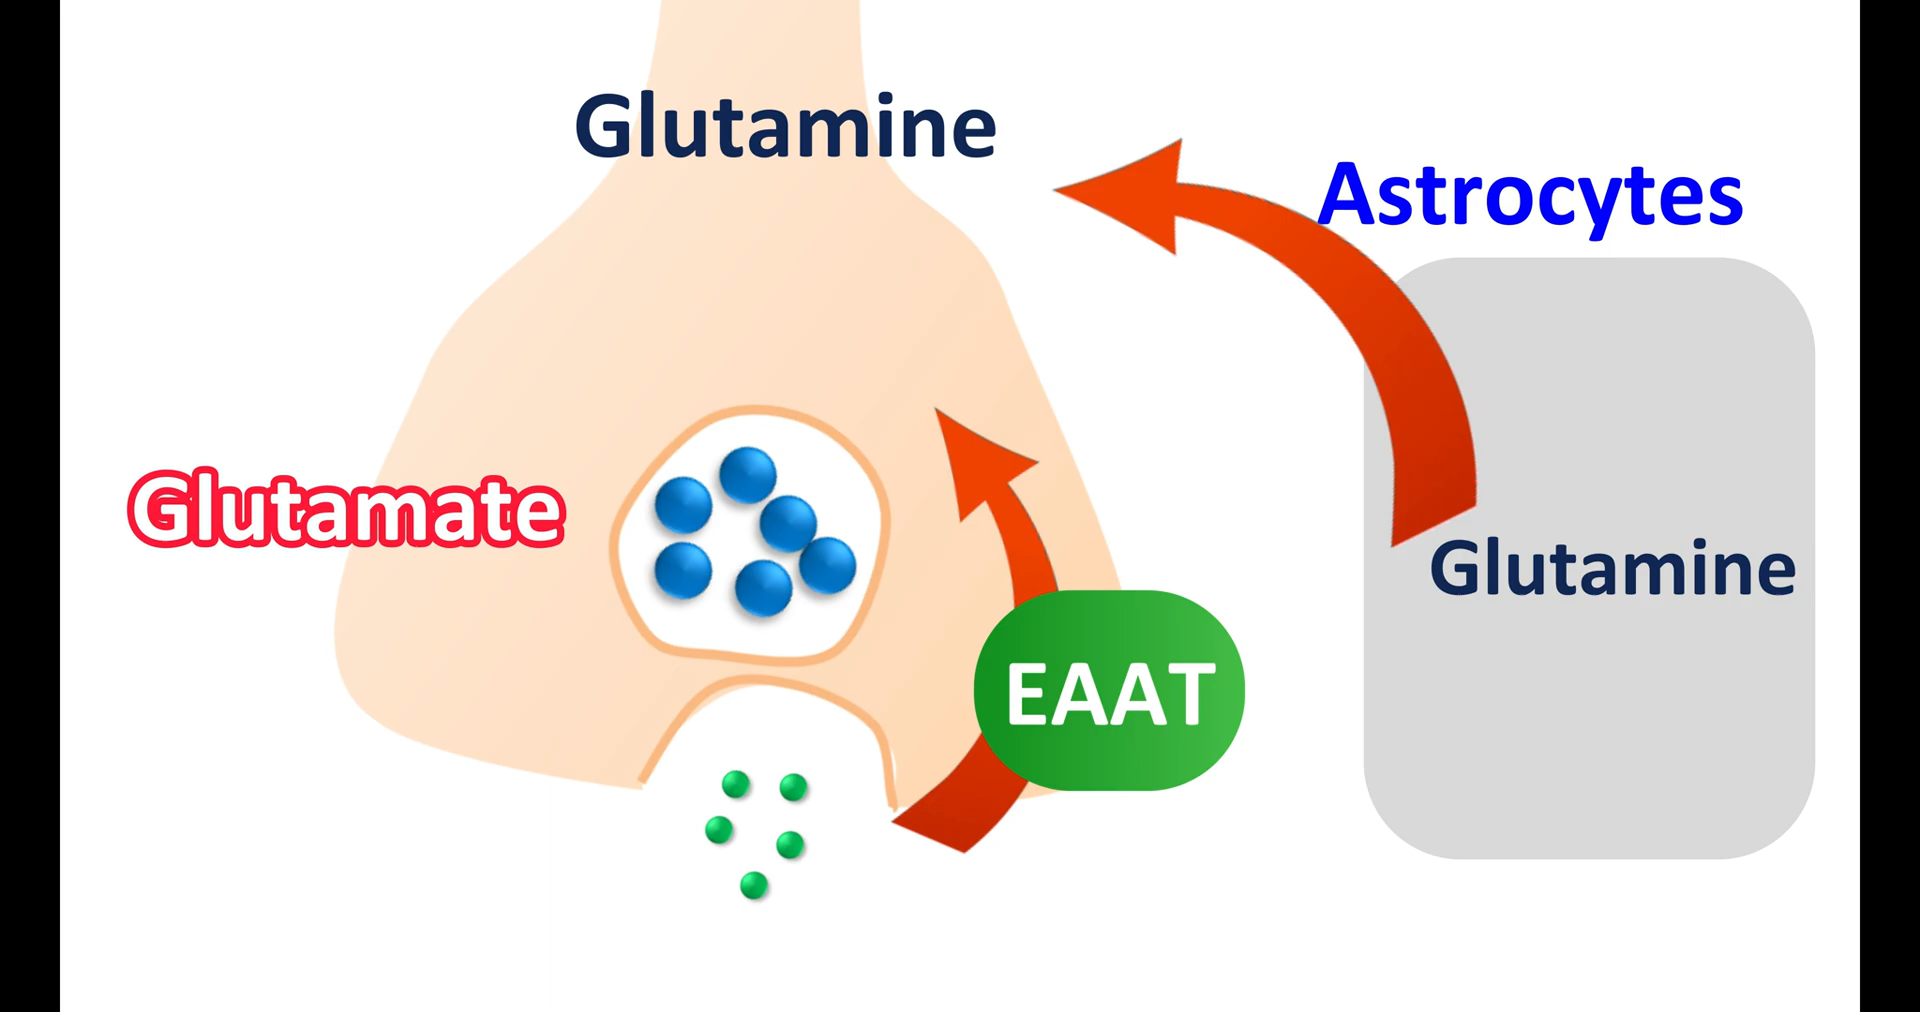 Glutamine
Astrocytes
Glutamate
Glutamine
EAAT